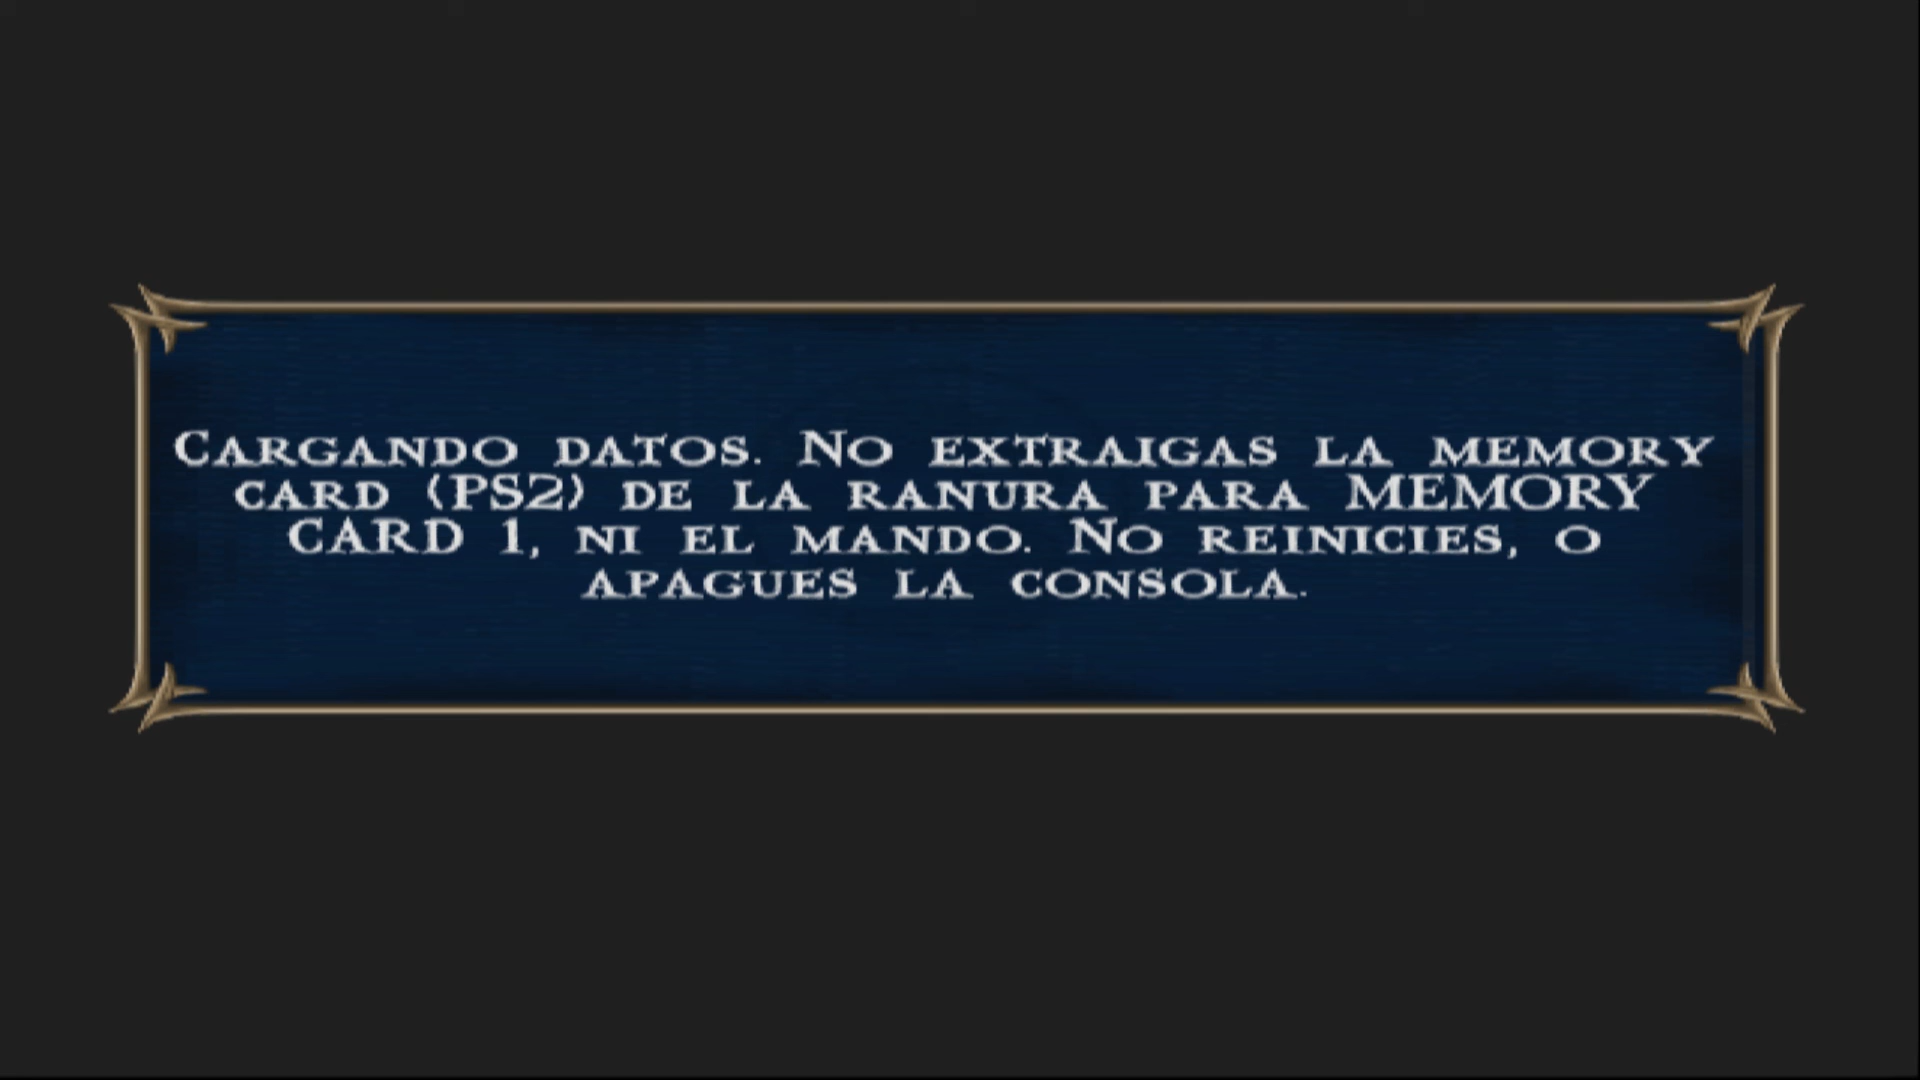 Cargando datos. No extraigas la memory
card (PS2) de la ranura para MEMORY
CARD 1, ni el mando. No reinicies, o
apagues la consola.